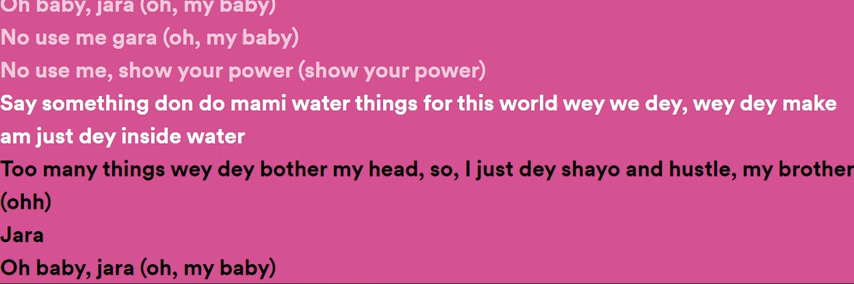 Oh baby, jara (oh, my baby)
No use me gara (oh, my baby)
No use me, show your power (show your power)
Say something don do mami water things for this world wey we dey, wey dey make
am just dey inside water
Too many things wey dey bother my head, so, I just dey shayo and hustle, my brother
(ohh)
Jara
Oh baby, jara (oh, my baby)